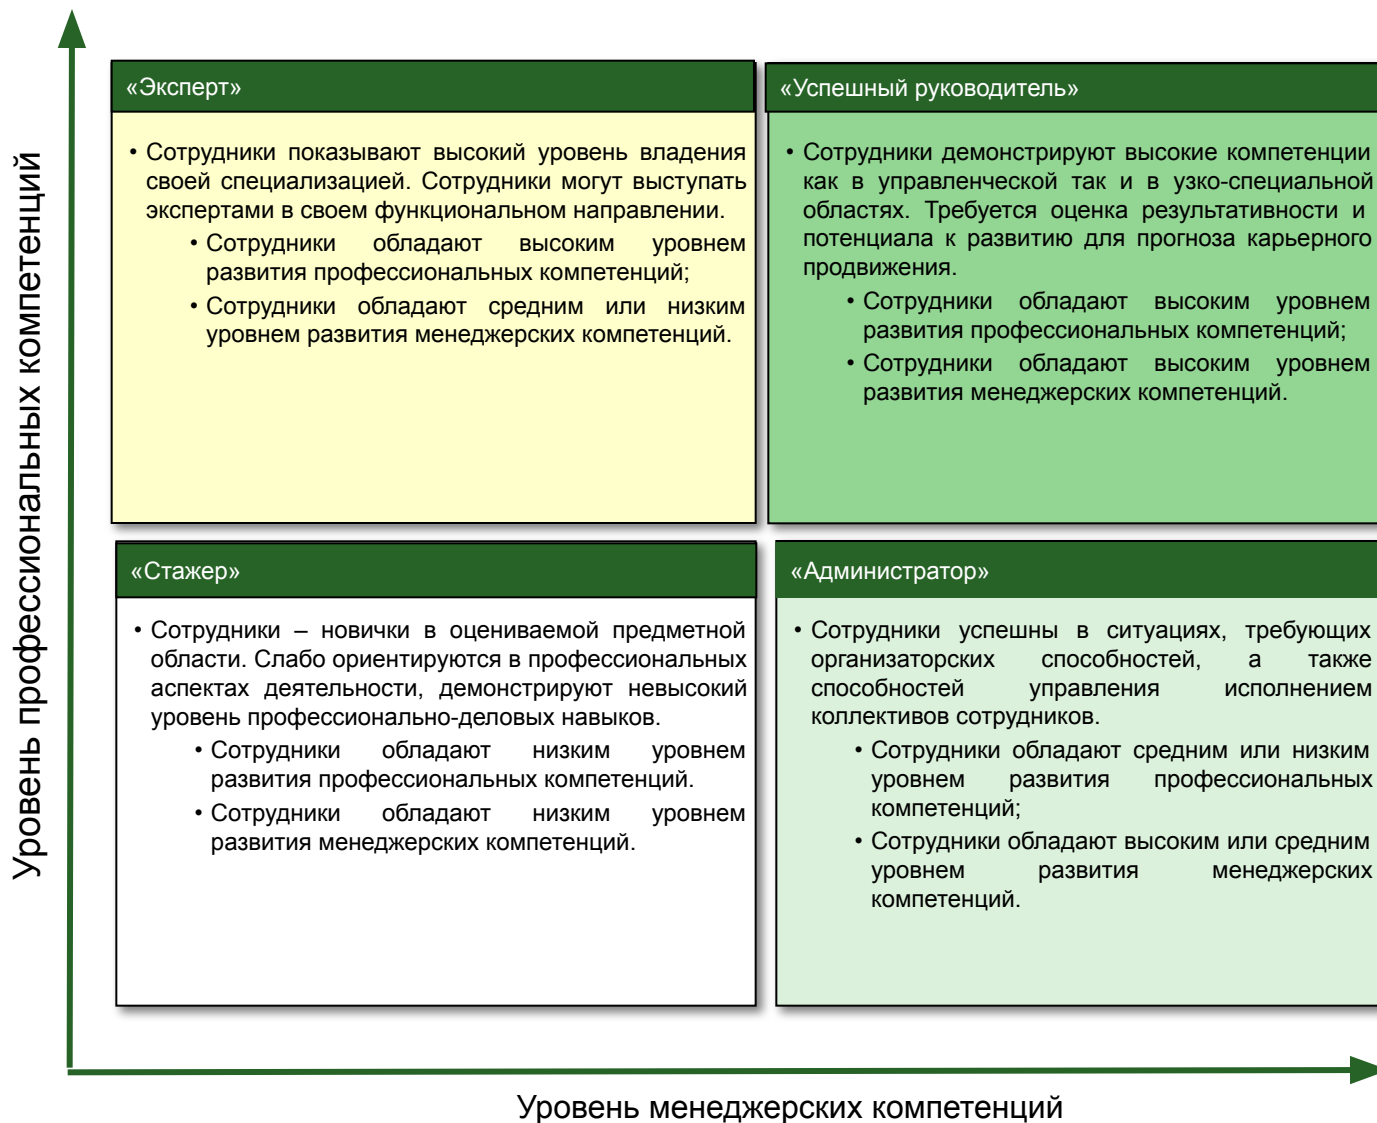 Уровень профессиональных компетенций
«Эксперт»
• Сотрудники показывают высокий уровень владения
своей специализацией. Сотрудники могут выступать
экспертами в своем функциональном направлении.
• Сотрудники обладают высоким уровнем
развития профессиональных компетенций;
• Сотрудники обладают средним или низким
уровнем развития менеджерских компетенций.
«Успешный руководитель»
• Сотрудники демонстрируют высокие компетенции
как в управленческой так и в узко-специальной
областях. Требуется оценка результативности и
потенциала к развитию для прогноза карьерного
продвижения.
• Сотрудники обладают высоким уровнем
развития профессиональных компетенций;
• Сотрудники обладают высоким уровнем
развития менеджерских компетенций.
«Стажер»
• Сотрудники – новички в оцениваемой предметной
области. Слабо ориентируются в профессиональных
аспектах деятельности, демонстрируют невысокий
уровень профессионально-деловых навыков.
• Сотрудники обладают низким уровнем
развития профессиональных компетенций.
• Сотрудники обладают низким уровнем
развития менеджерских компетенций.
«Администратор»
• Сотрудники успешны в ситуациях, требующих
организаторских способностей, а также
способностей управления исполнением
коллективов сотрудников.
• Сотрудники обладают средним или низким
уровнем развития профессиональных
компетенций;
• Сотрудники обладают высоким или средним
уровнем развития менеджерских
компетенций.
Уровень менеджерских компетенций